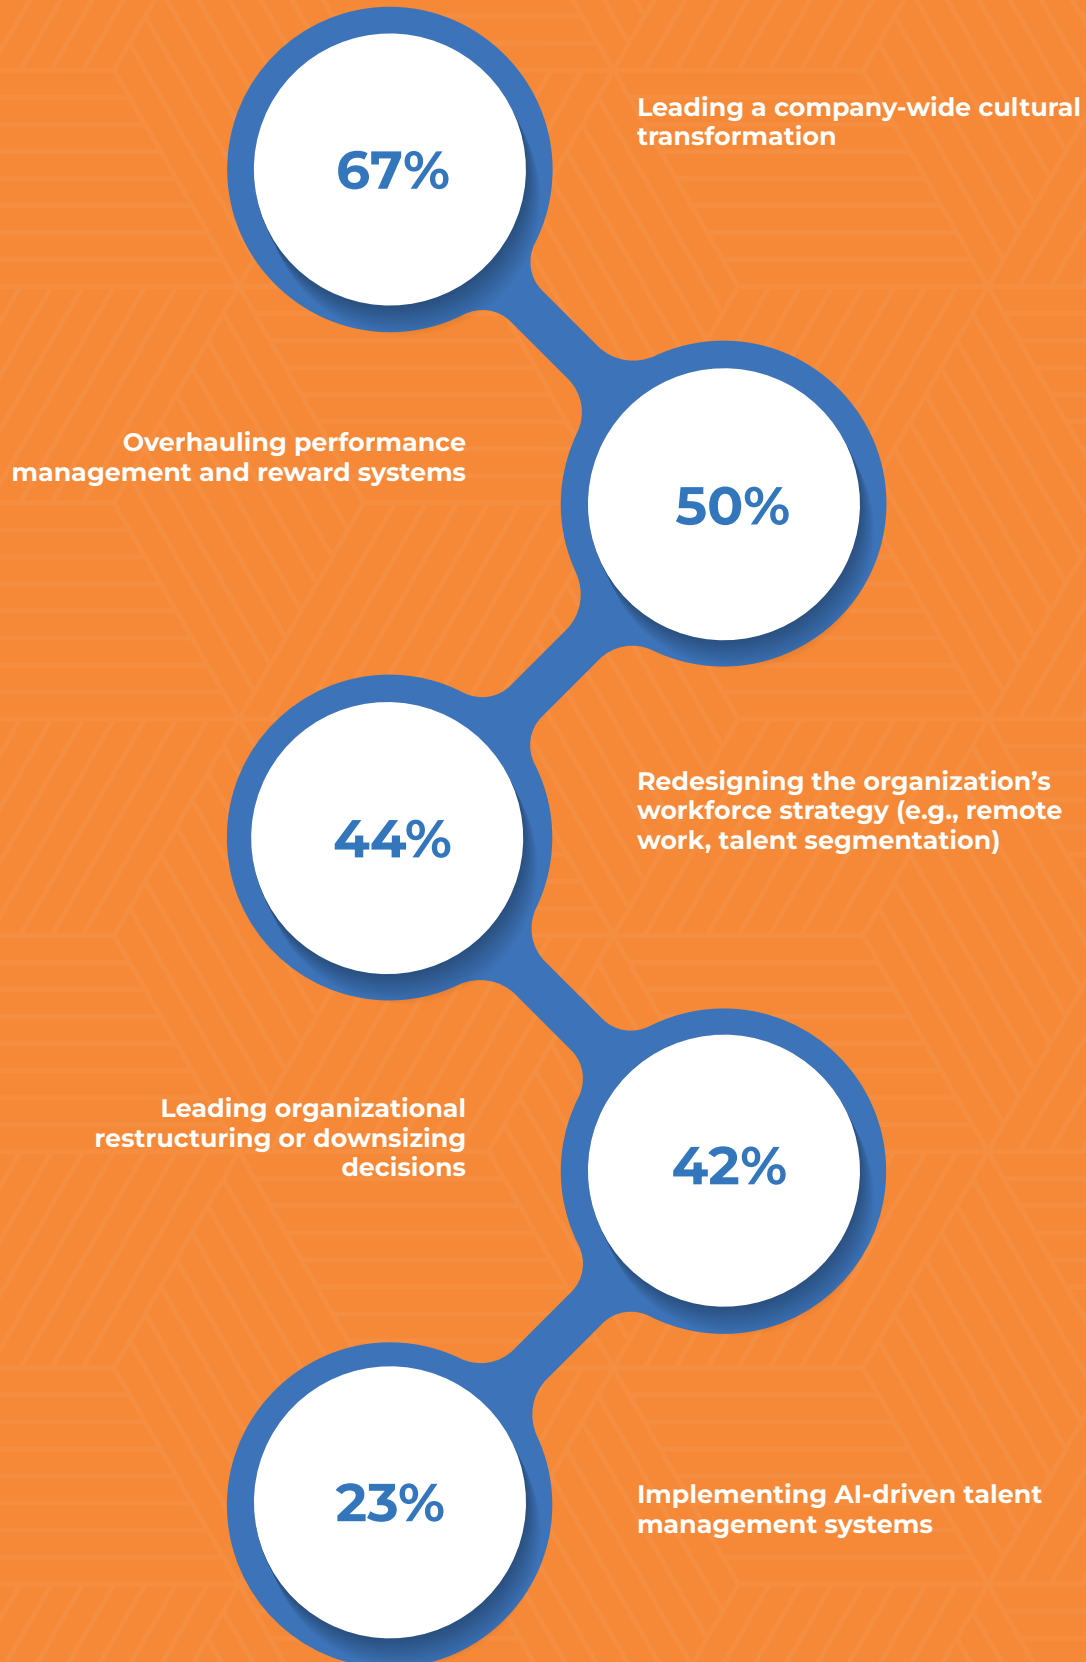 67%
Leading a company-wide cultural
transformation
Overhauling performance
management and reward systems
50%
44%
Redesigning the organization’s
workforce strategy (e.g., remote
work, talent segmentation)
Leading organizational
restructuring or downsizing
decisions
42%
23%
Implementing AI-driven talent
management systems